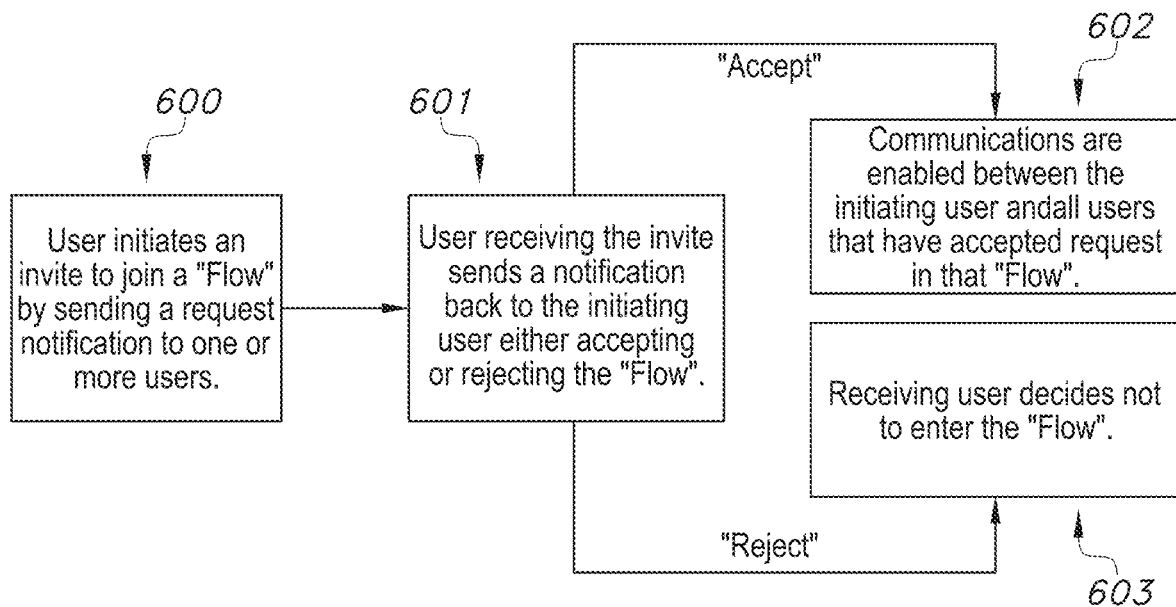 600
User initiates an
invite to join a "Flow"
by sending a request
notification to one or
more users.
601
User receiving the invite
sends a notification
back to the initiating
user either accepting
or rejecting the "Flow".
"Accept"
602
Communications are
enabled between the
initiating user andall users
that have accepted request
in that "Flow".
"Reject"
Receiving user decides not
to enter the "Flow".
603